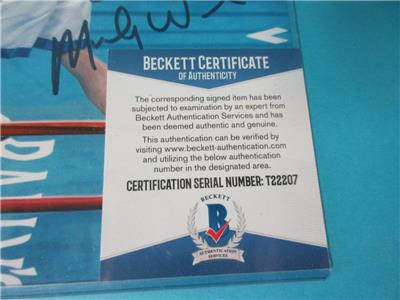 BECKETT CERTIFICATE
OF AUTHENTICITY
The corresponding signed item has been
subjected to examination by an expert from
Beckett Authentication Services and has
been deemed authentic and genuine.
This authentication can be verified by
visiting www.beckett-authentication.com
and utilizing the below authentication
number in the designated area.
CERTIFICATION SERIAL NUMBER: T22207
BECKETT
B
AUTHENTICATION
SERVICES